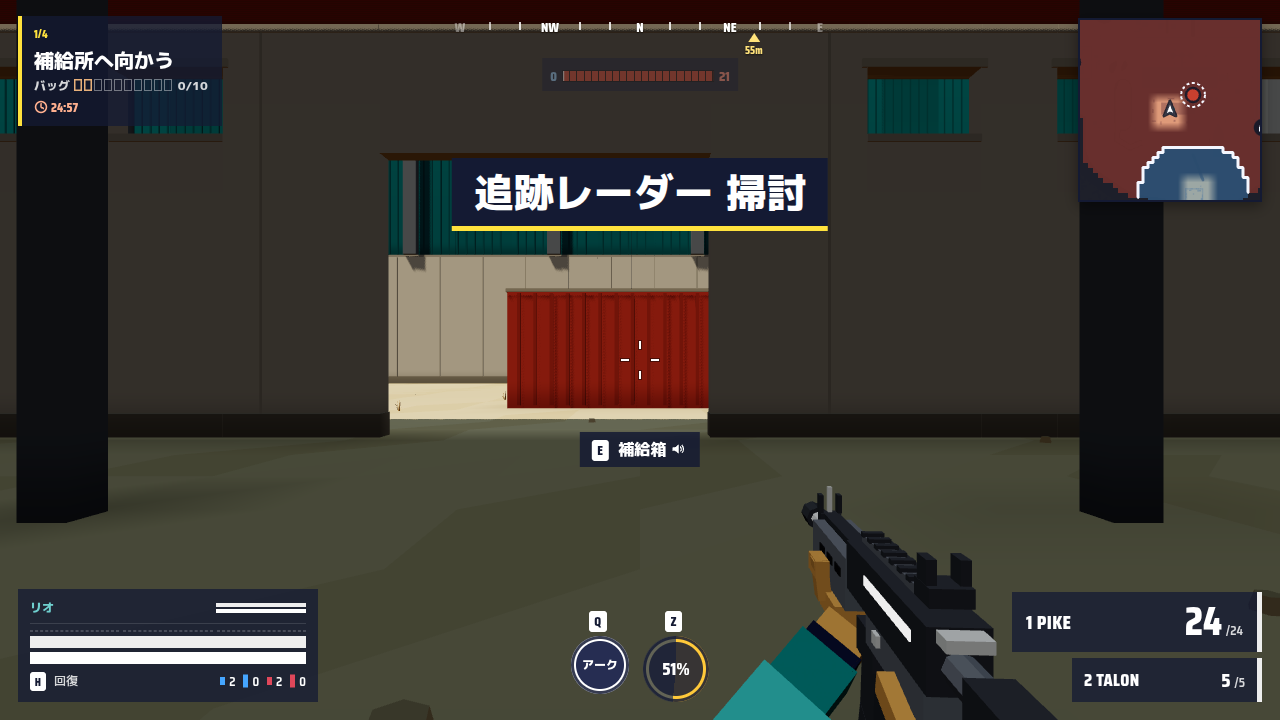 W NW N NE E
55m
1/4
補給所へ向かう
バッグ 0/10
24:57
0 21
追跡レーダー 掃討
E 補給箱
リオ
H 回復 2 0 2 0
Q Z
アーク 51%
1 PIKE 24 /24
2 TALON 5 /5